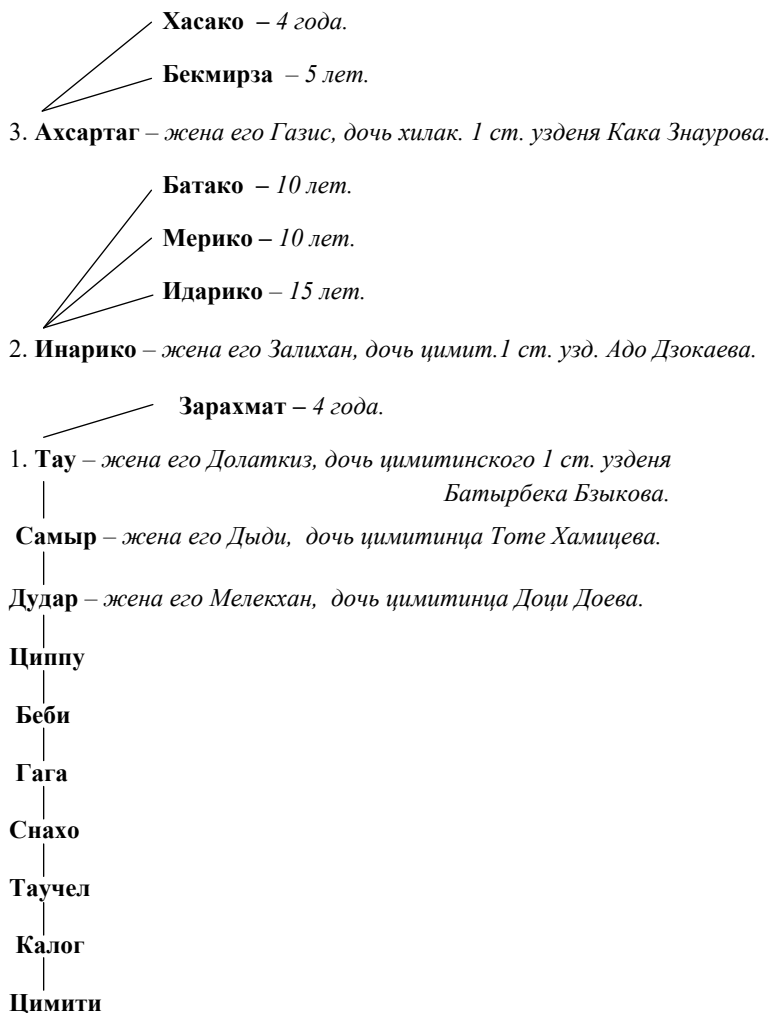 Хасако – 4 года.
Бекмирза – 5 лет.
3. Ахсартаг – жена его Газис, дочь хилак. 1 ст. узденя Кака Знаурова.
Батако – 10 лет.
Мерико – 10 лет.
Идарико – 15 лет.
2. Инарико – жена его Залихан, дочь цимит.1 ст. узд. Адо Дзокаева.
Зарахмат – 4 года.
1. Тау – жена его Долаткиз, дочь цимитинского 1 ст. узденя
Батырбека Бзыкова.
Самыр – жена его Дыди, дочь цимитинца Тоте Хамицева.
Дудар – жена его Мелекхан, дочь цимитинца Доци Доева.
Циппу
Беби
Гага
Снахо
Таучел
Калог
Цимити